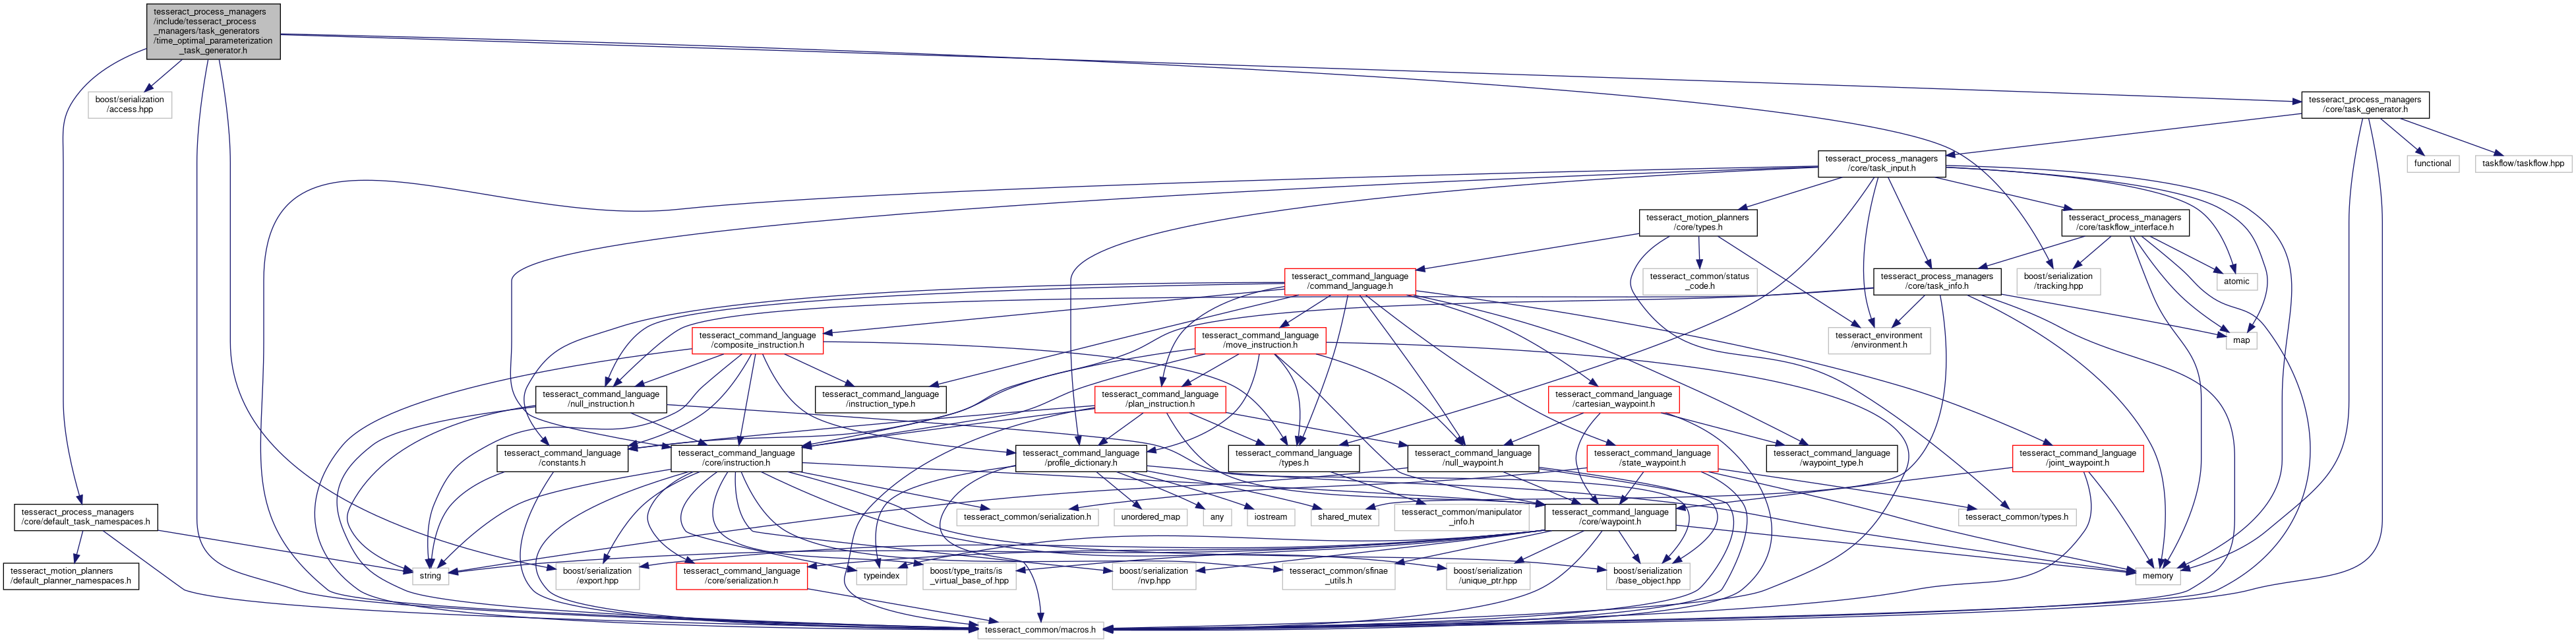 tesseract_process_managers
/include/tesseract_process
_managers/task_generators
/time_optimal_parameterization
_task_generator.h
boost/serialization
/access.hpp
tesseract_process_managers
/core/task_generator.h
tesseract_process_managers
/core/task_input.h
functional
taskflow/taskflow.hpp
tesseract_motion_planners
/core/types.h
tesseract_process_managers
/core/taskflow_interface.h
tesseract_command_language
/command_language.h
tesseract_common/status
_code.h
tesseract_process_managers
/core/task_info.h
boost/serialization
/tracking.hpp
atomic
tesseract_command_language
/composite_instruction.h
tesseract_command_language
/move_instruction.h
tesseract_environment
/environment.h
map
tesseract_command_language
/null_instruction.h
tesseract_command_language
/instruction_type.h
tesseract_command_language
/plan_instruction.h
tesseract_command_language
/cartesian_waypoint.h
tesseract_command_language
/constants.h
tesseract_command_language
/core/instruction.h
tesseract_command_language
/profile_dictionary.h
tesseract_command_language
/types.h
tesseract_command_language
/null_waypoint.h
tesseract_command_language
/state_waypoint.h
tesseract_command_language
/waypoint_type.h
tesseract_command_language
/joint_waypoint.h
tesseract_process_managers
/core/default_task_namespaces.h
tesseract_common/serialization.h
unordered_map
any
iostream
shared_mutex
tesseract_common/manipulator
_info.h
tesseract_command_language
/core/waypoint.h
tesseract_common/types.h
tesseract_motion_planners
/default_planner_namespaces.h
string
boost/serialization
/export.hpp
tesseract_command_language
/core/serialization.h
typeindex
boost/type_traits/is
_virtual_base_of.hpp
boost/serialization
/nvp.hpp
tesseract_common/sfinae
_utils.h
boost/serialization
/unique_ptr.hpp
boost/serialization
/base_object.hpp
memory
tesseract_common/macros.h